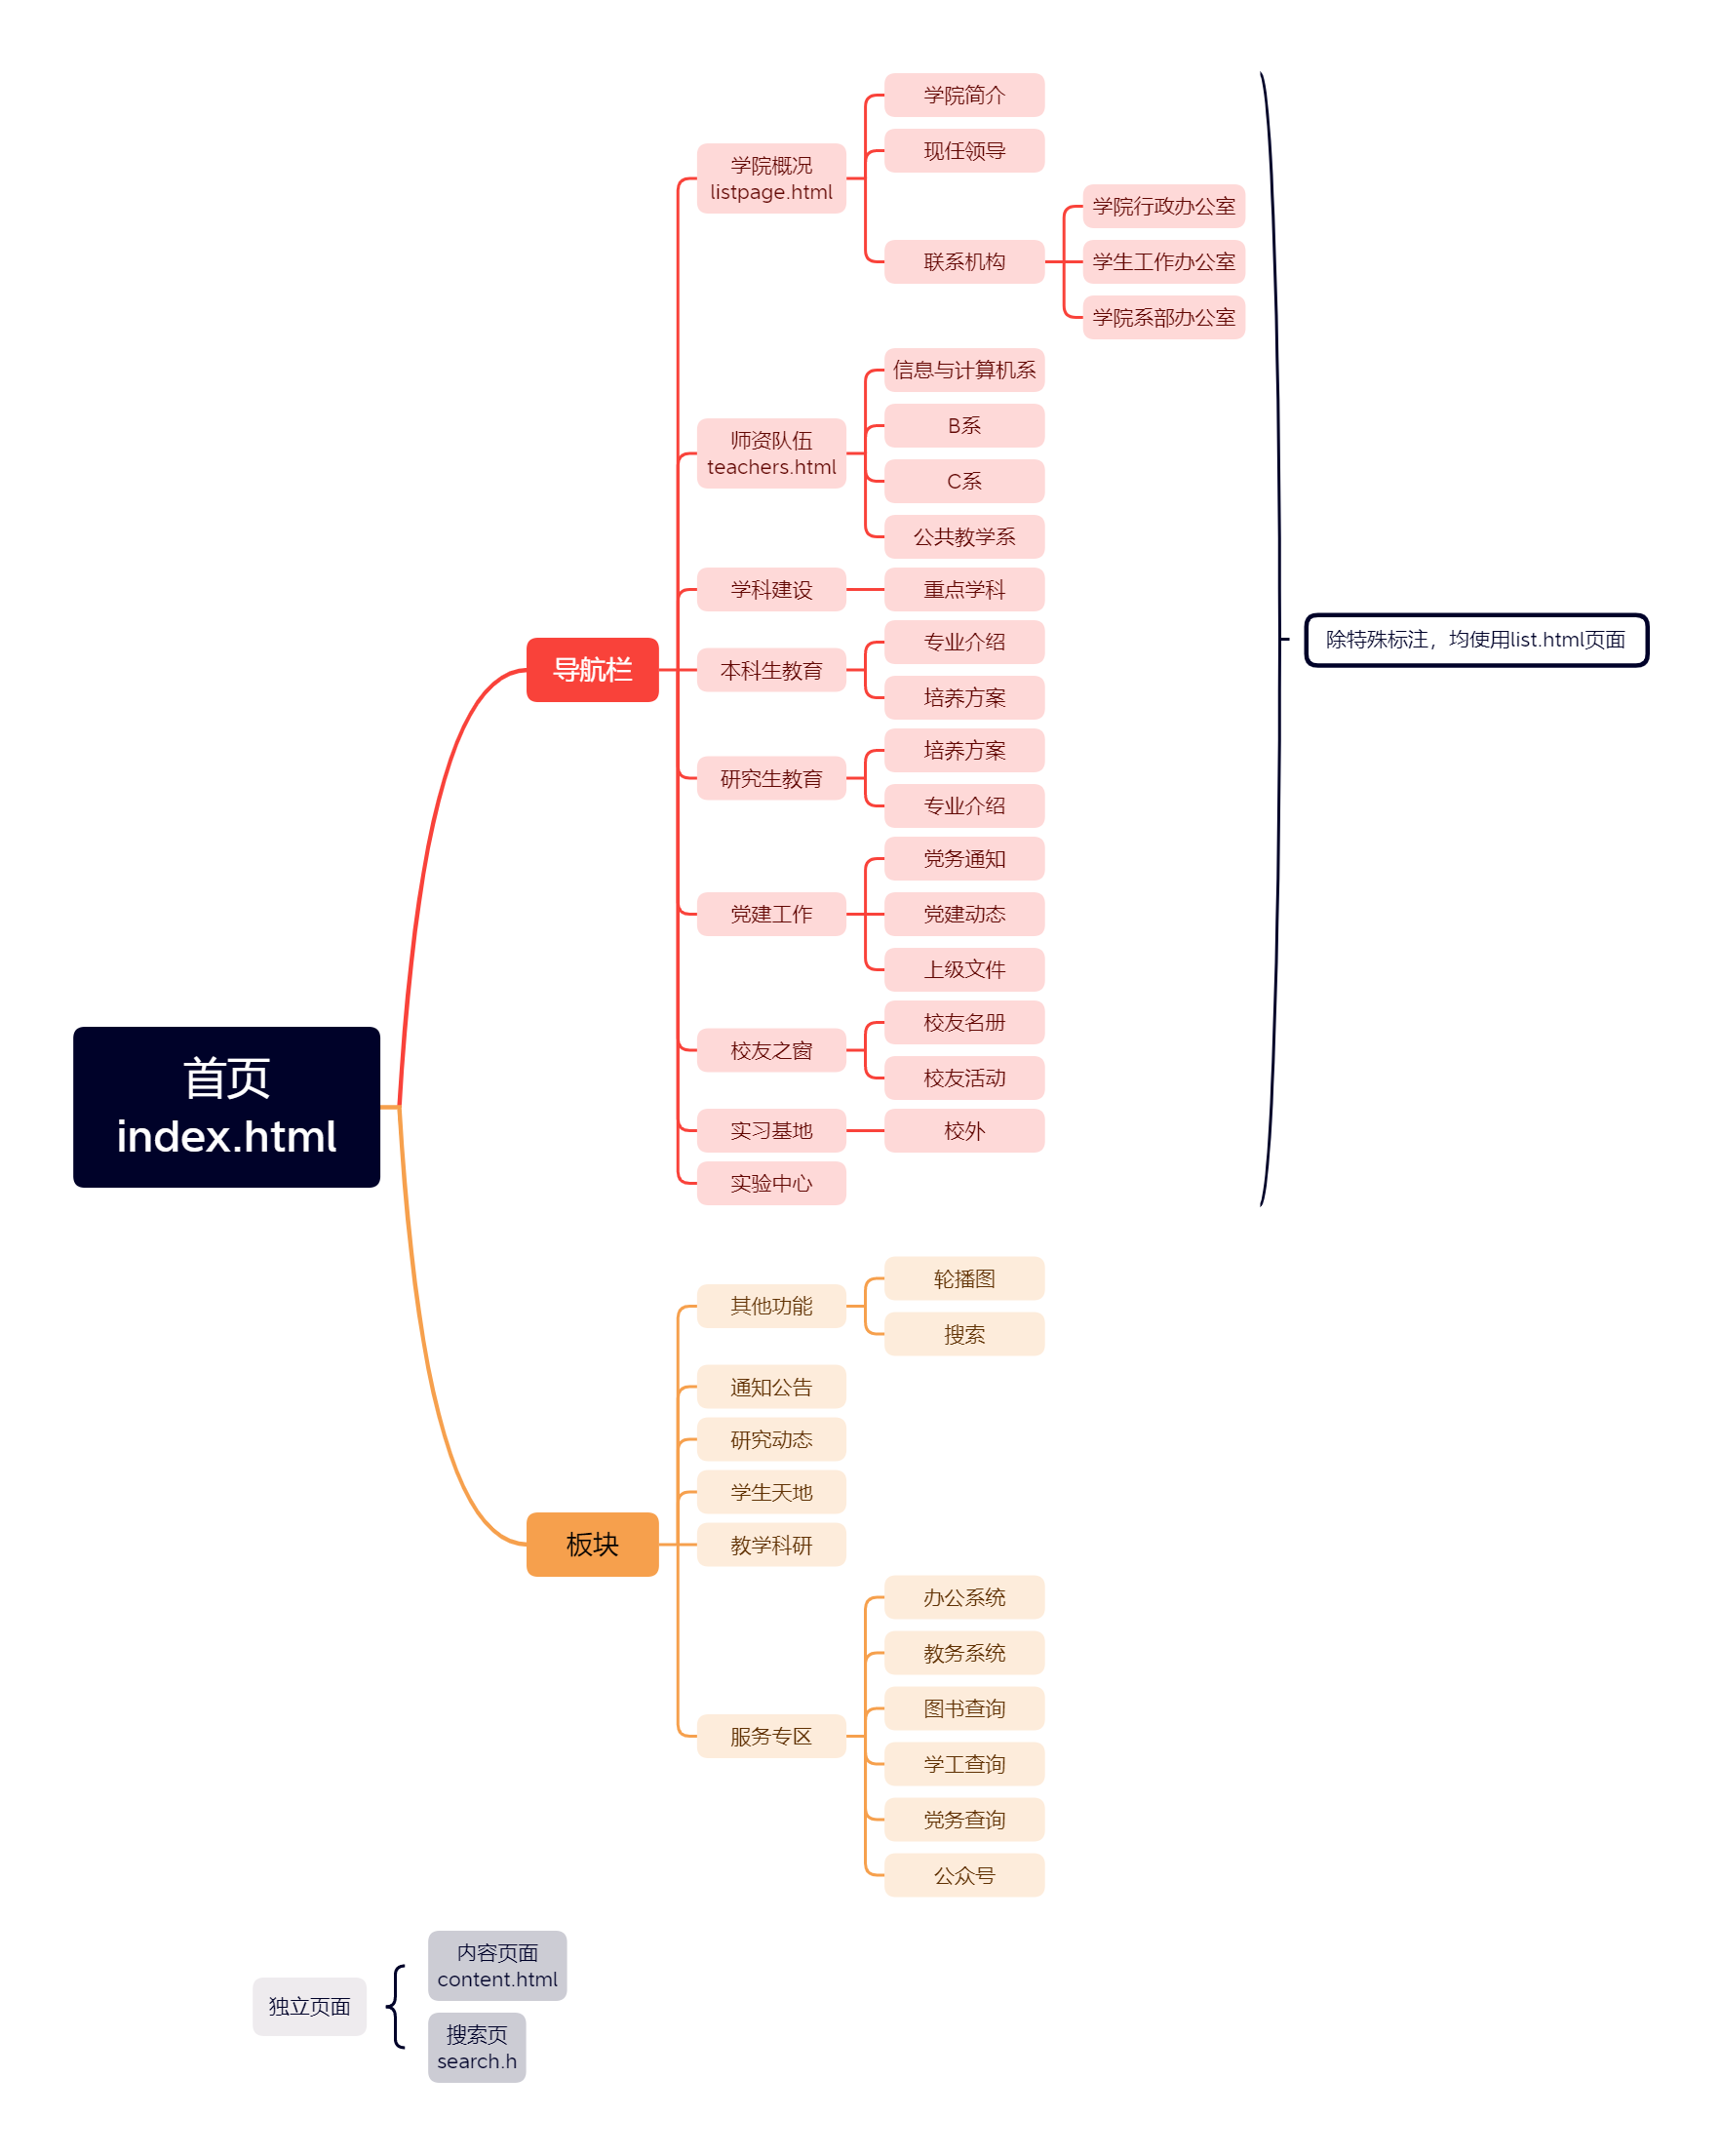 首页
index.html
导航栏
学院概况
listpage.html
学院简介
现任领导
联系机构
学院行政办公室
学生工作办公室
学院系部办公室
师资队伍
teachers.html
信息与计算机系
B系
C系
公共教学系
学科建设
重点学科
本科生教育
专业介绍
培养方案
研究生教育
培养方案
专业介绍
党建工作
党务通知
党建动态
上级文件
校友之窗
校友名册
校友活动
实习基地
校外
实验中心
除特殊标注，均使用list.html页面
板块
其他功能
轮播图
搜索
通知公告
研究动态
学生天地
教学科研
服务专区
办公系统
教务系统
图书查询
学工查询
党务查询
公众号
独立页面
内容页面
content.html
搜索页
search.h